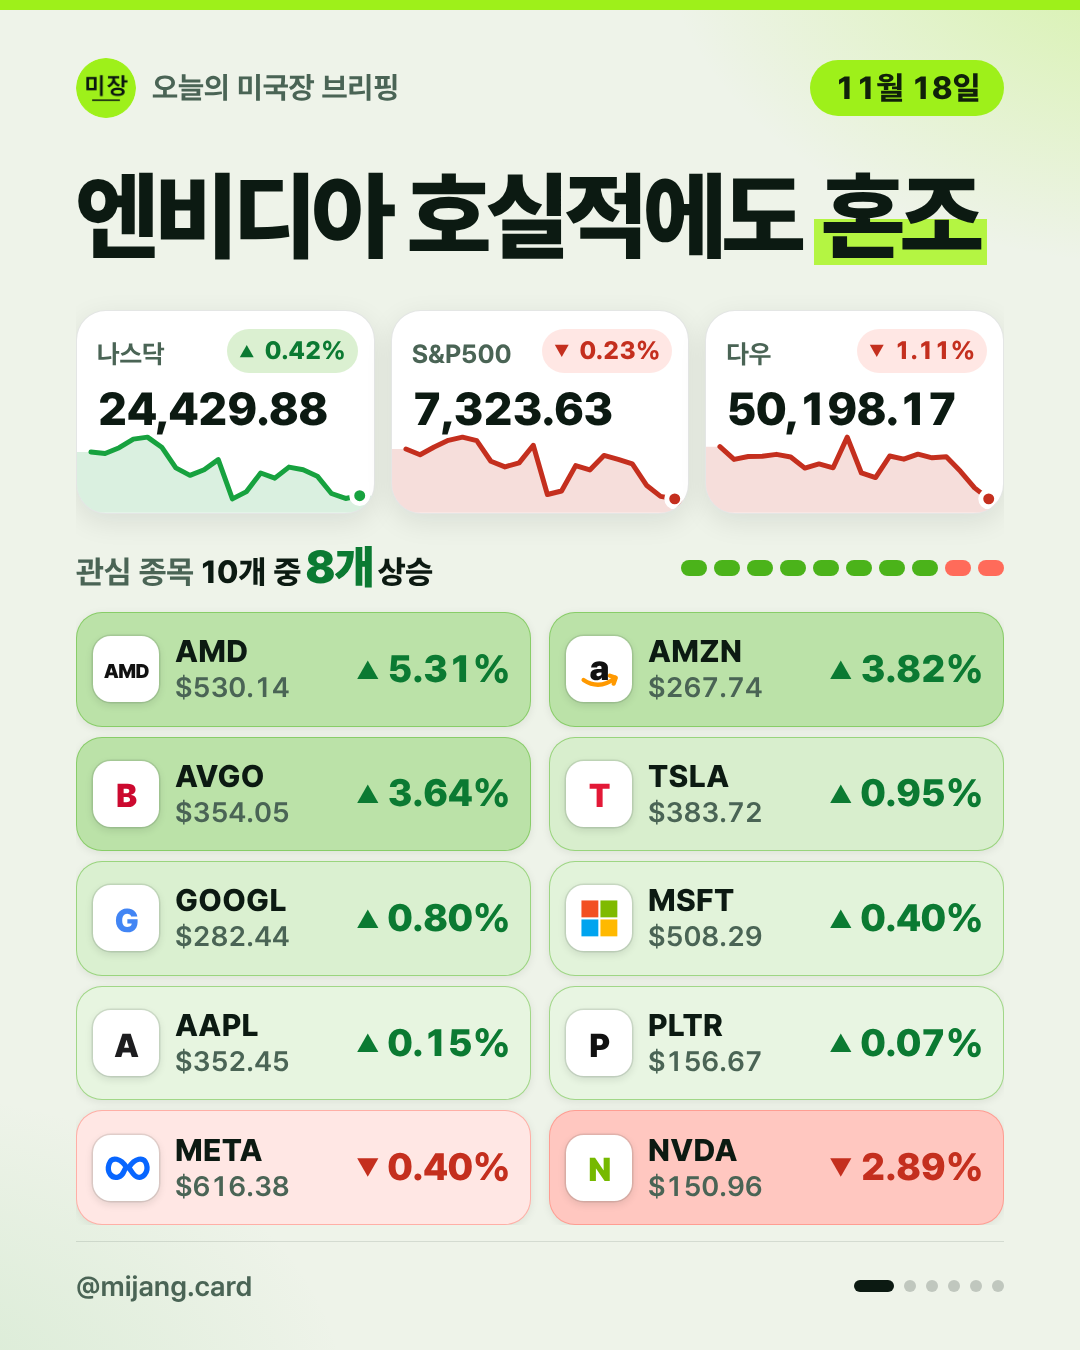 미장 오늘의 미국장 브리핑 11월 18일
엔비디아 호실적에도 혼조
나스닥 ▲ 0.42%
24,429.88
S&P500 ▼ 0.23%
7,323.63
다우 ▼ 1.11%
50,198.17
관심 종목 10개 중 8개 상승
AMD AMD ▲ 5.31%
$530.14
a AMZN ▲ 3.82%
$267.74
B AVGO ▲ 3.64%
$354.05
T TSLA ▲ 0.95%
$383.72
G GOOGL ▲ 0.80%
$282.44
MSFT ▲ 0.40%
$508.29
A AAPL ▲ 0.15%
$352.45
P PLTR ▲ 0.07%
$156.67
META ▼ 0.40%
$616.38
N NVDA ▼ 2.89%
$150.96
@mijang.card